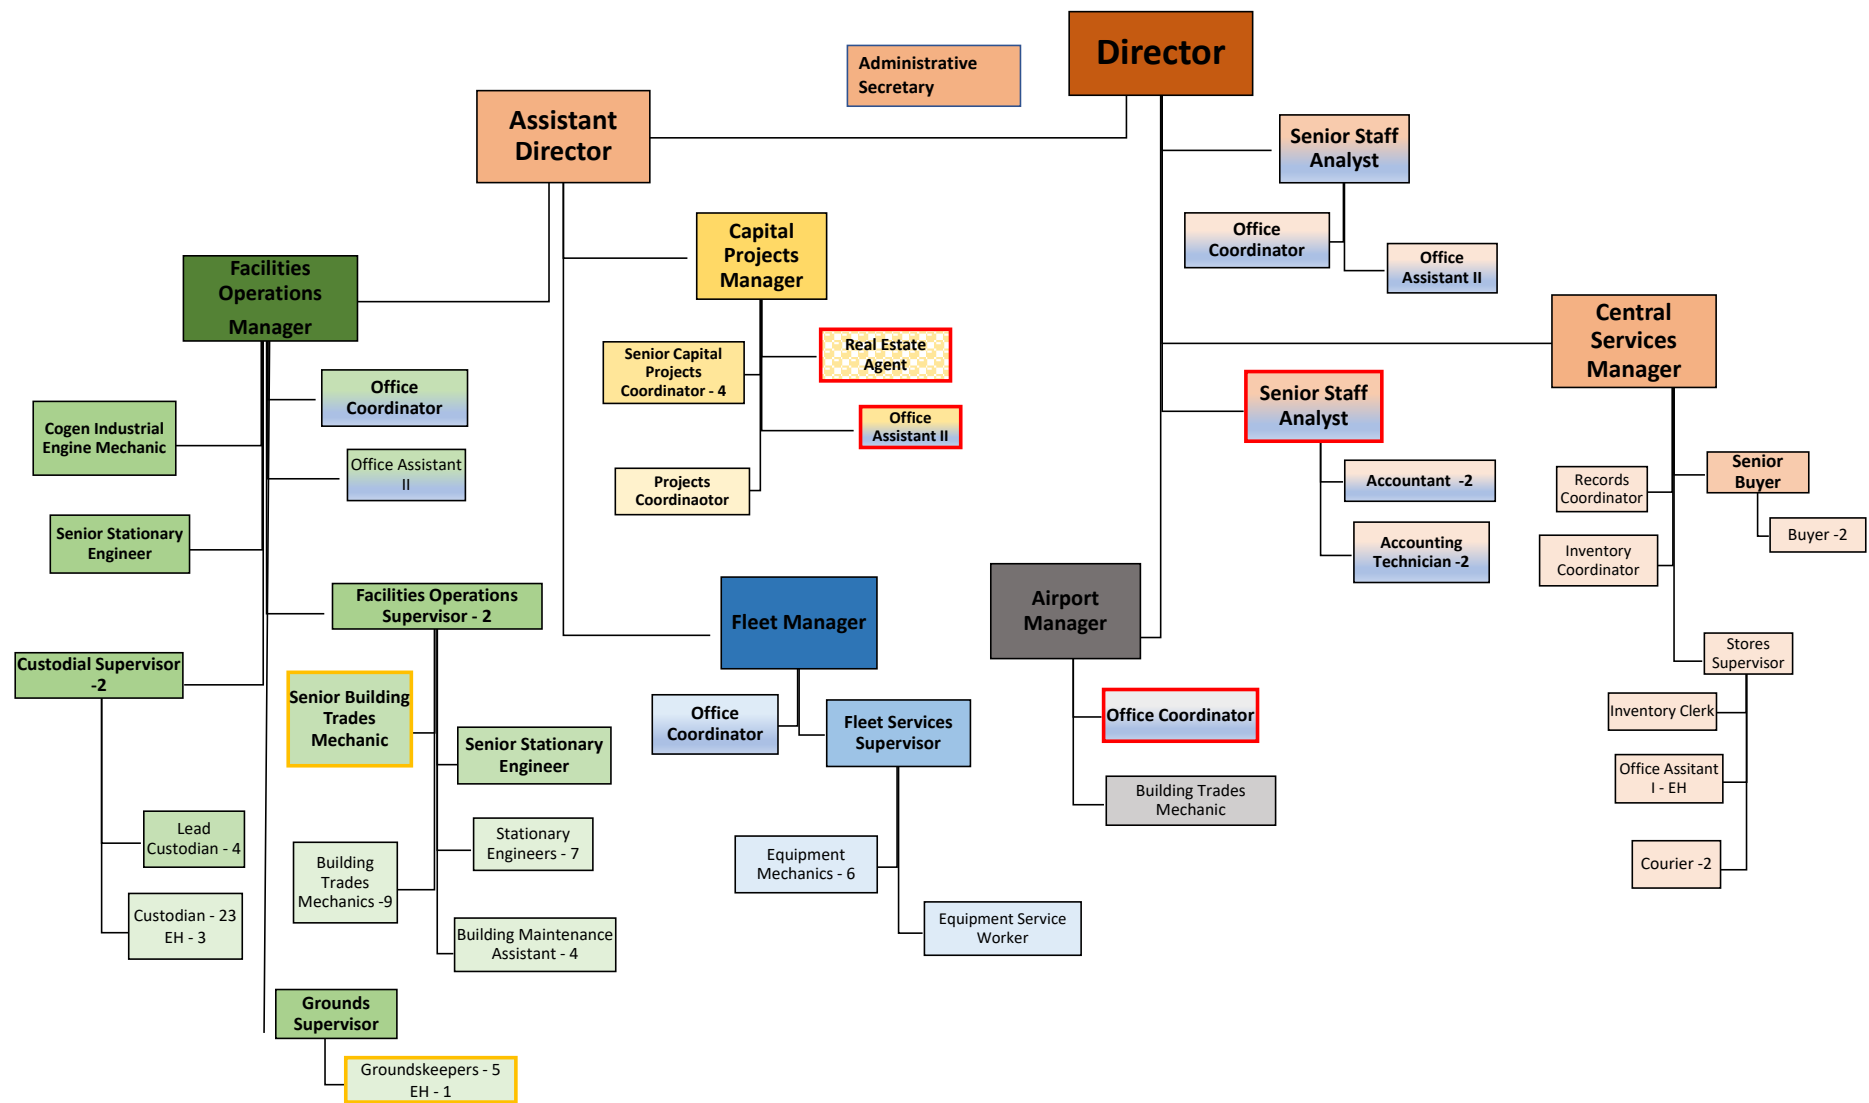 Director
Administrative
Secretary
Assistant
Director
Senior Staff
Analyst
Office
Coordinator
Office
Assistant II
Capital
Projects
Manager
Facilities
Operations
Manager
Central
Services
Manager
Senior Capital
Projects
Coordinator - 4
Real Estate
Agent
Office
Assistant II
Projects
Coordinaotor
Office
Coordinator
Office Assistant
II
Cogen Industrial
Engine Mechanic
Senior Stationary
Engineer
Senior Staff
Analyst
Accountant -2
Accounting
Technician -2
Records
Coordinator
Senior
Buyer
Buyer -2
Inventory
Coordinator
Facilities Operations
Supervisor - 2
Fleet Manager
Airport
Manager
Stores
Supervisor
Custodial Supervisor
-2
Senior Building
Trades
Mechanic
Senior Stationary
Engineer
Office
Coordinator
Fleet Services
Supervisor
Office Coordinator
Inventory Clerk
Building Trades
Mechanic
Office Assitant
I - EH
Lead
Custodian - 4
Building
Trades
Mechanics -9
Stationary
Engineers - 7
Equipment
Mechanics - 6
Courier -2
Custodian - 23
EH - 3
Building Maintenance
Assistant - 4
Equipment Service
Worker
Grounds
Supervisor
Groundskeepers - 5
EH - 1